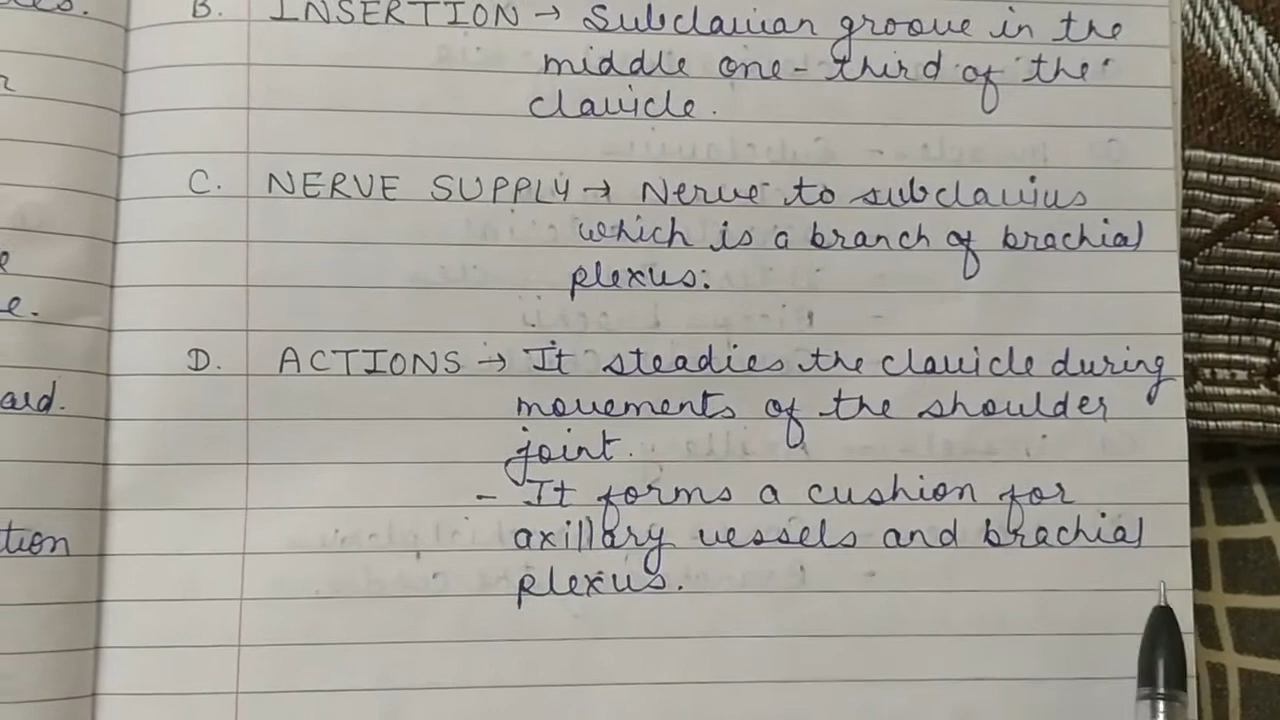 B. INSERTION → Subclavian groove in the
middle one-third of the
clavicle.
C. NERVE SUPPLY → Nerve to subclavius
which is a branch of brachial
plexus.
D. ACTIONS → It steadies the clavicle during
movements of the shoulder
joint.
- It forms a cushion for
axillary vessels and brachial
plexus.
tion